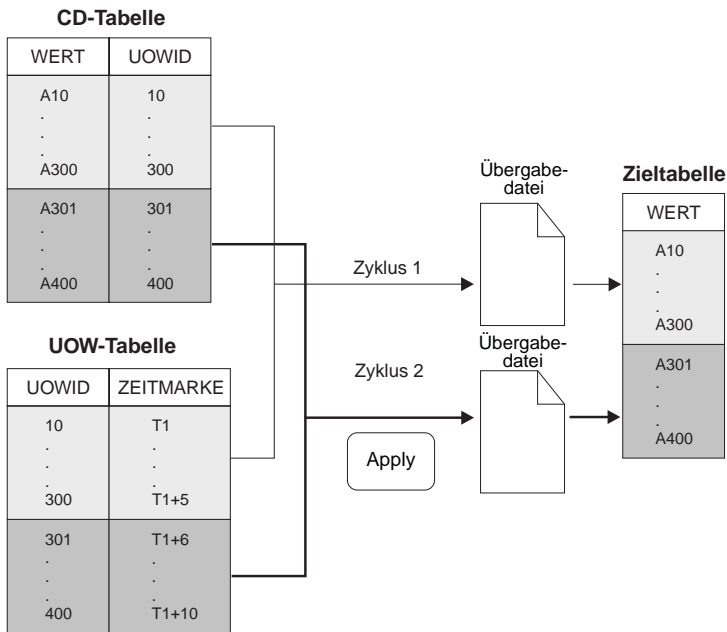 CD-Tabelle
WERT UOWID
A10 10
. .
. .
. .
A300 300
A301 301
. .
. .
. .
A400 400
UOW-Tabelle
UOWID ZEITMARKE
10 T1
. .
. .
. .
300 T1+5
301 T1+6
. .
. .
. .
400 T1+10
Zyklus 1
Zyklus 2
Apply
Übergabe-
datei
Übergabe-
datei
Zieltabelle
WERT
A10
.
.
.
A300
A301
.
.
.
A400